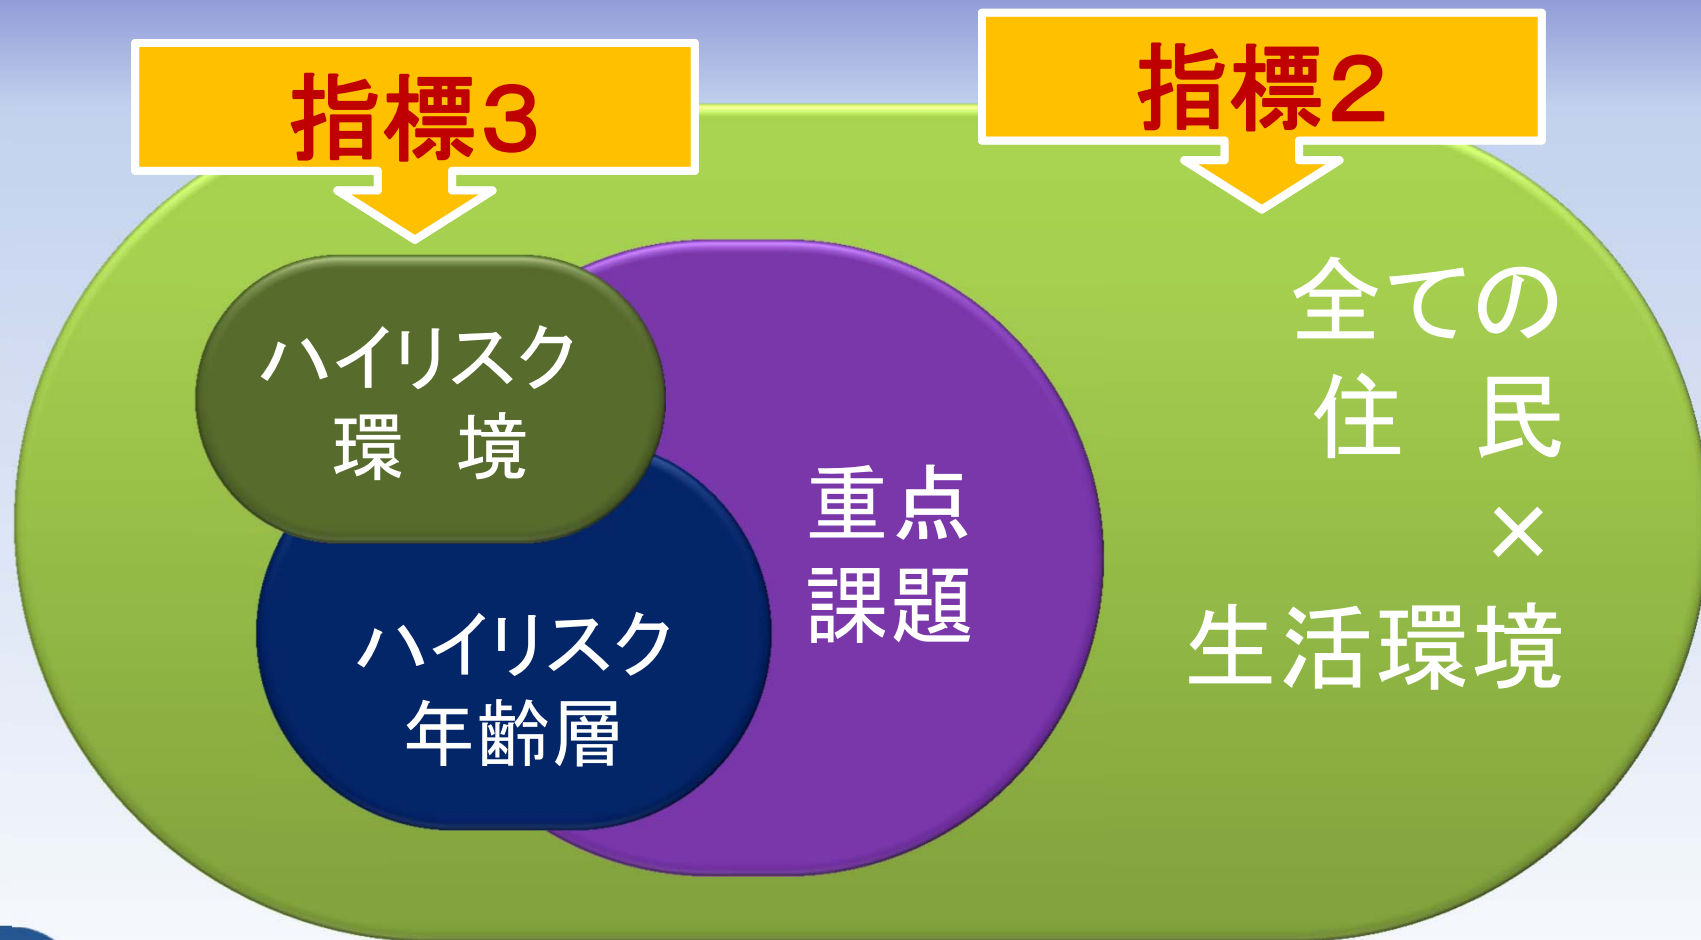 指標3
指標2
ハイリスク
環　境
ハイリスク
年齢層
重点
課題
全ての
住　民
×
生活環境